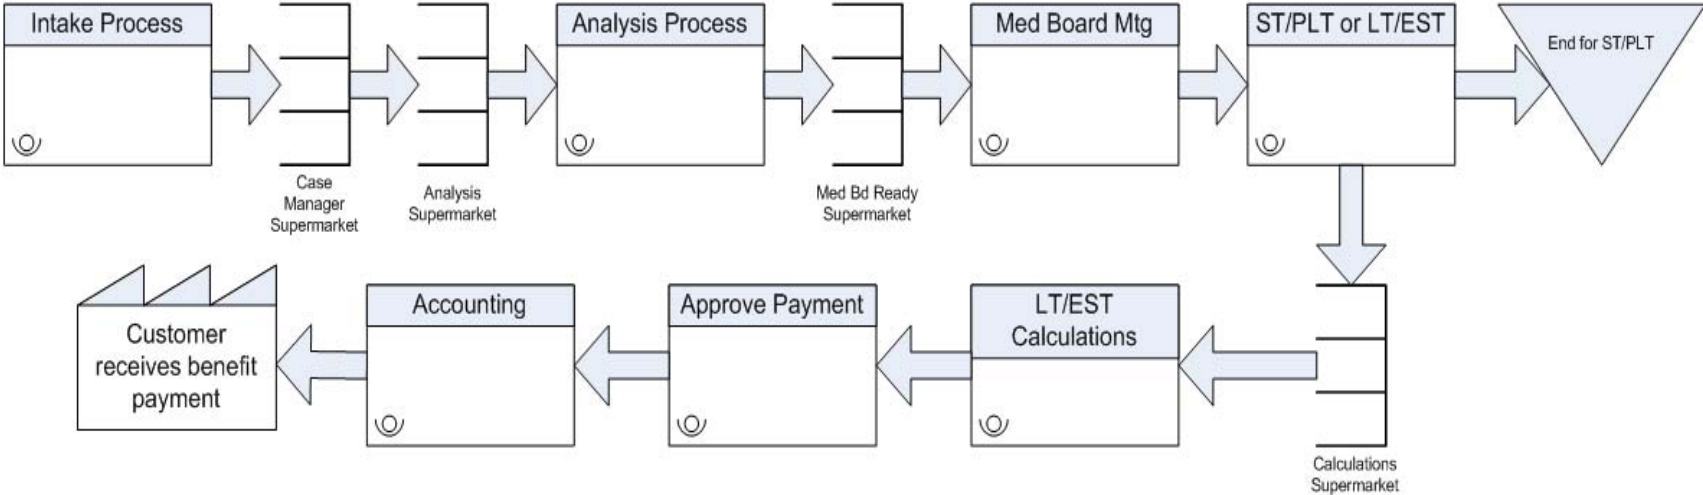 Intake Process
Case
Manager
Supermarket
Analysis
Supermarket
Analysis Process
Med Bd Ready
Supermarket
Med Board Mtg
ST/PLT or LT/EST
End for ST/PLT
Calculations
Supermarket
LT/EST
Calculations
Approve Payment
Accounting
Customer
receives benefit
payment